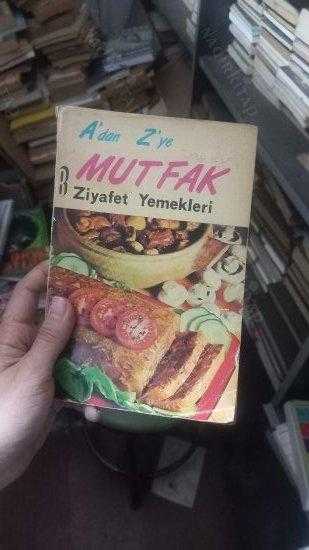 A'dan Z'ye
MUTFAK
3
Ziyafet Yemekleri